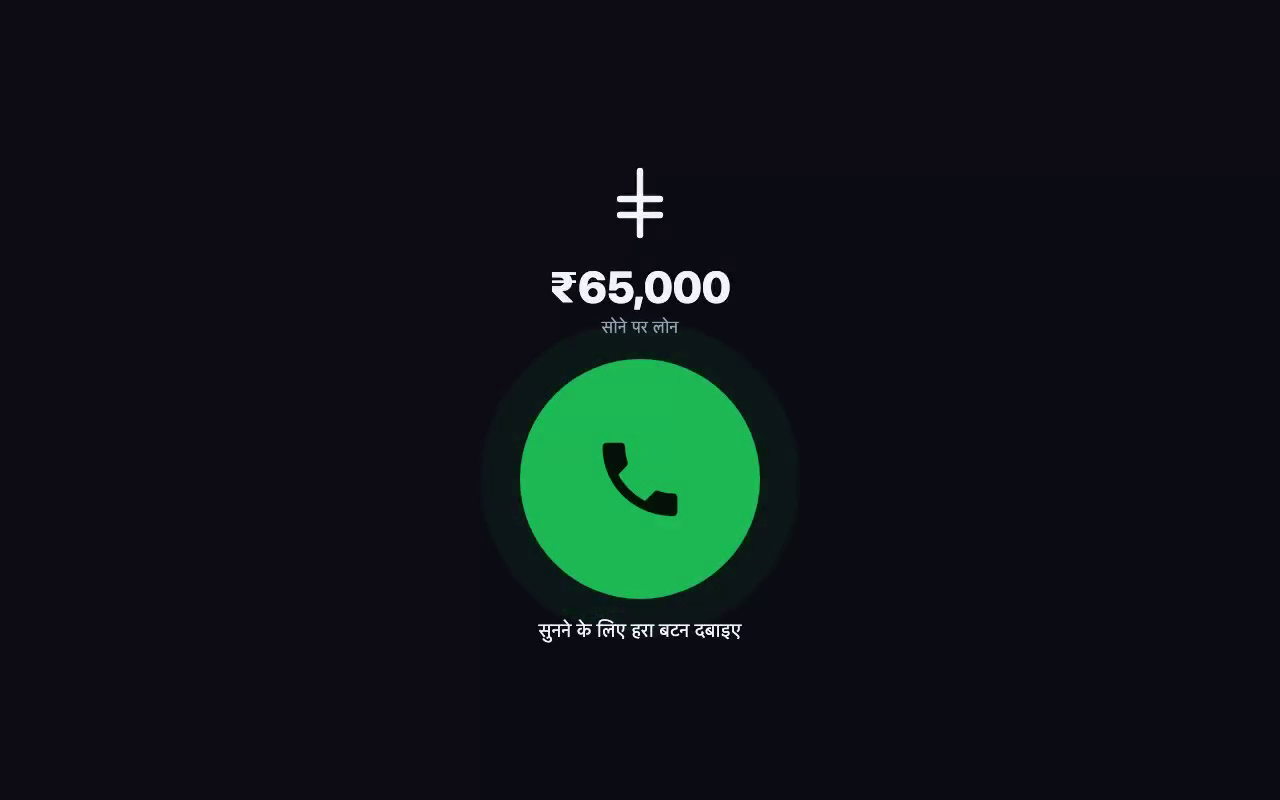 ₹65,000
सोने पर लोन
सुनने के लिए हरा बटन दबाइए